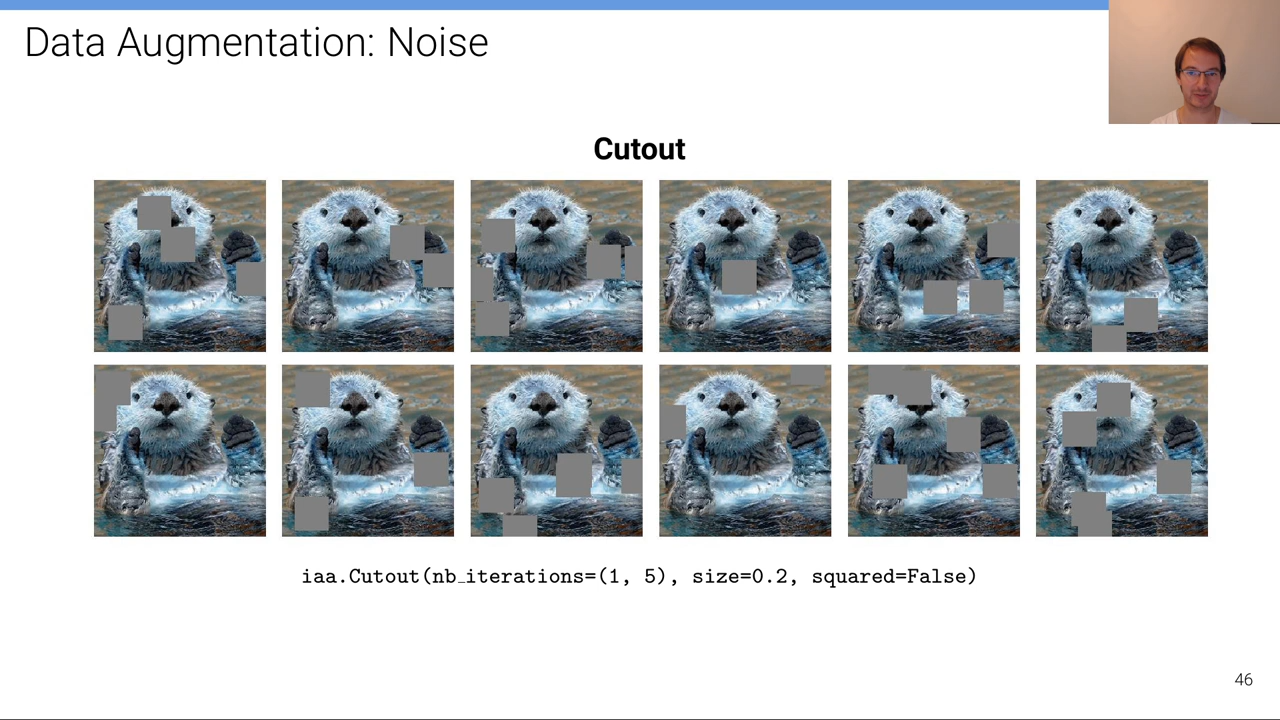 Data Augmentation: Noise
Cutout
iaa.Cutout(nb_iterations=(1, 5), size=0.2, squared=False)
46